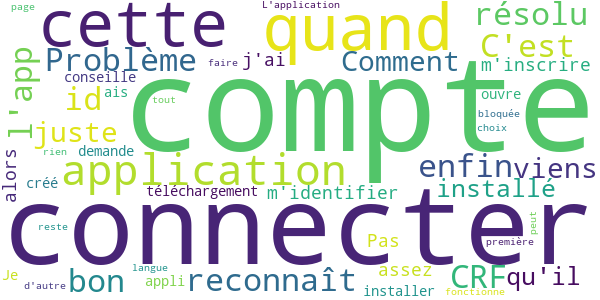 page
cette
L'application
quand
résolu
C'est
l'app
Problème
faire
j'ai
Comment
m'inscrire
conseille
id
ais
tout
compte
ouvre
bloquée
choix
juste
rien
demande
application
enfin
viens
alors
créé
téléchargement
m'identifier
installé
connecter
peut
reste
Pas
première
Je
d'autre
bon
langue
appli
reconnaît
assez
installer
CRF
fonctionne
qu'il